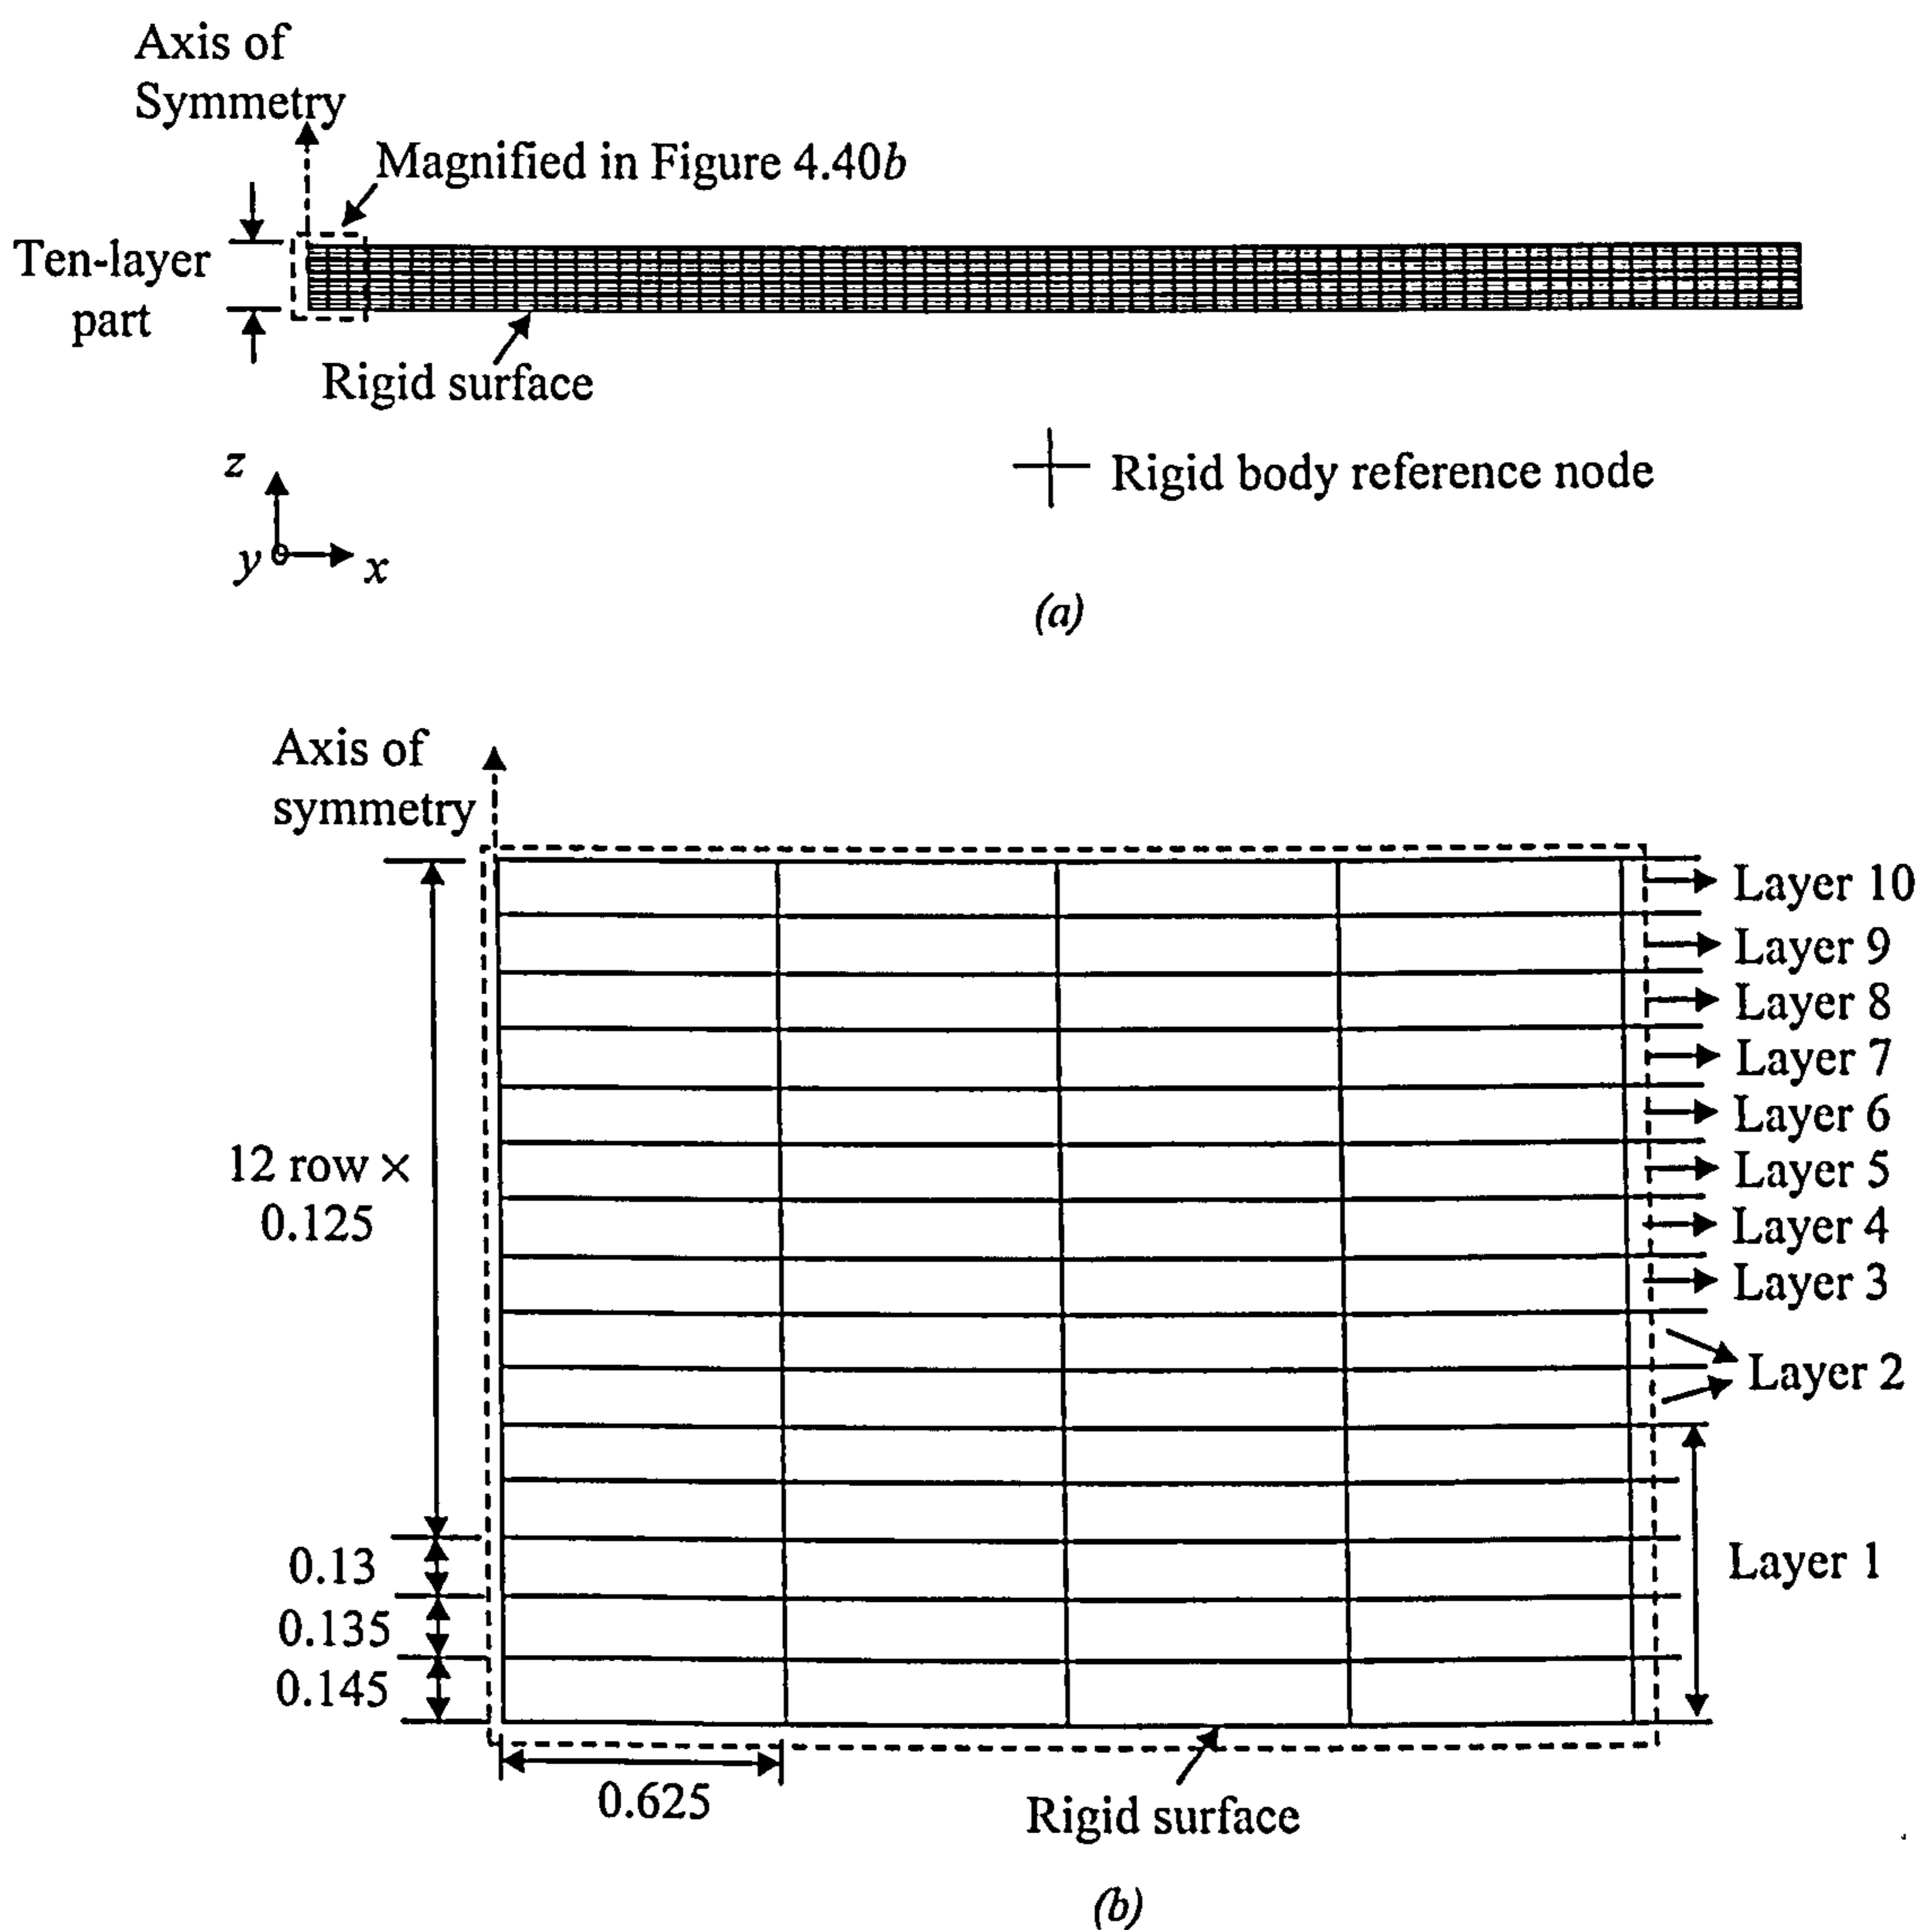 Axis of
Symmetry
Magnified in Figure 4.40b
Ten-layer
part
Rigid surface
z
y
x
Rigid body reference node
(a)
Axis of
symmetry
Layer 10
Layer 9
Layer 8
Layer 7
Layer 6
Layer 5
Layer 4
Layer 3
Layer 2
Layer 1
12 row ×
0.125
0.13
0.135
0.145
0.625
Rigid surface
(b)